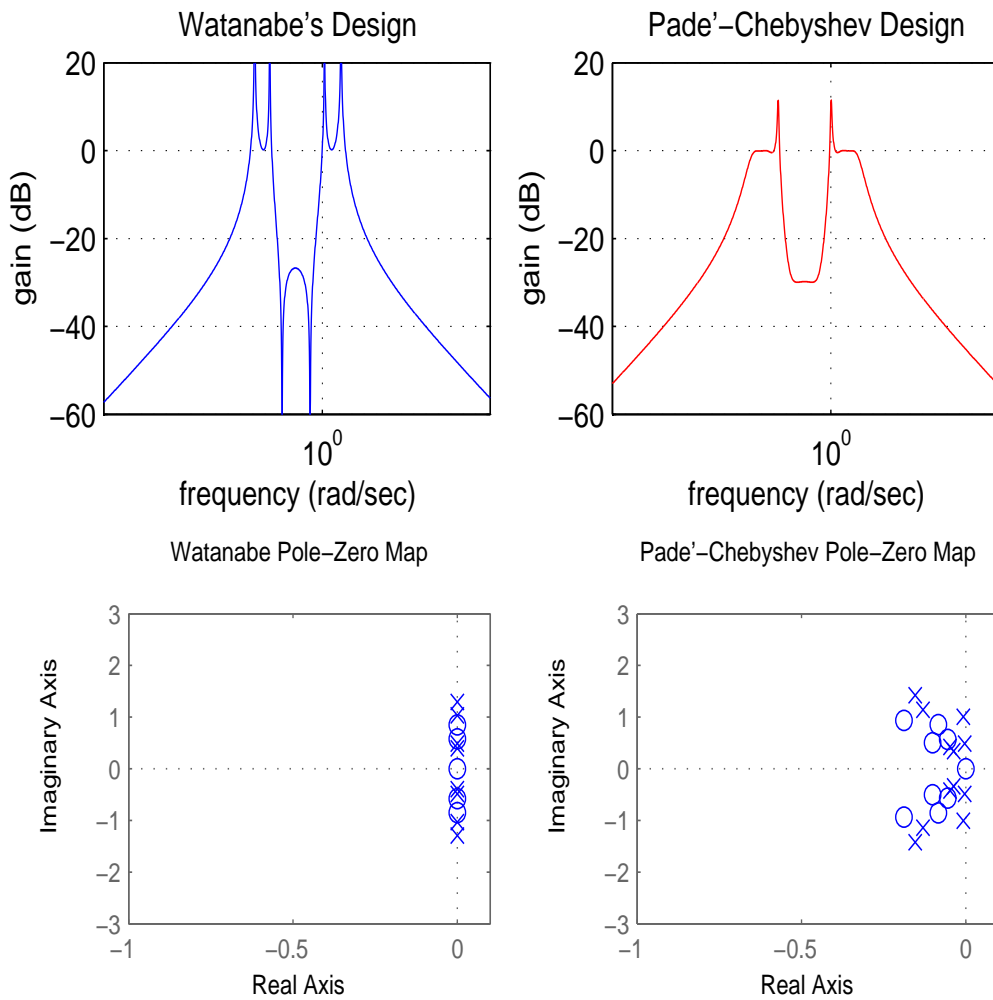 Watanabe's Design
20
0
−20
−40
−60
gain (dB)
10^0
frequency (rad/sec)
Pade'−Chebyshev Design
20
0
−20
−40
−60
gain (dB)
10^0
frequency (rad/sec)
Watanabe Pole−Zero Map
3
2
1
0
−1
−2
−3
Imaginary Axis
−1
−0.5
0
Real Axis
Pade'−Chebyshev Pole−Zero Map
3
2
1
0
−1
−2
−3
Imaginary Axis
−1
−0.5
0
Real Axis